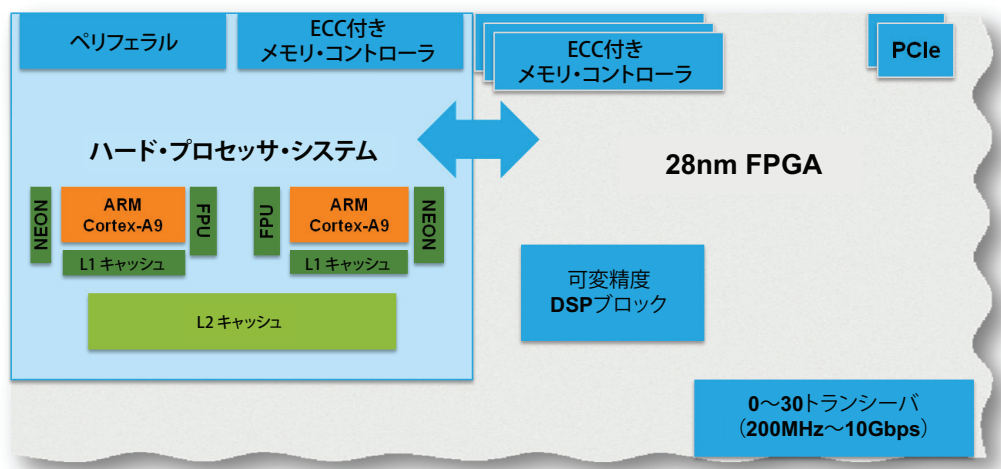 ペリフェラル
ECC付き
メモリ・コントローラ
ECC付き
メモリ・コントローラ
PCIe
ハード・プロセッサ・システム
28nm FPGA
NEON
ARM
Cortex-A9
FPU
FPU
ARM
Cortex-A9
NEON
L1 キャッシュ
L1 キャッシュ
L2 キャッシュ
可変精度
DSPブロック
0～30トランシーバ
（200MHz～10Gbps）